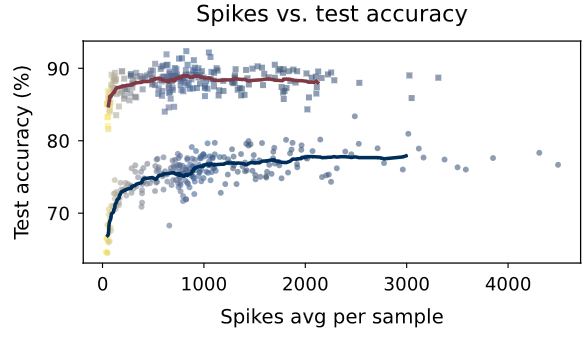 Spikes vs. test accuracy
Test accuracy (%)
90
80
70
0 1000 2000 3000 4000
Spikes avg per sample